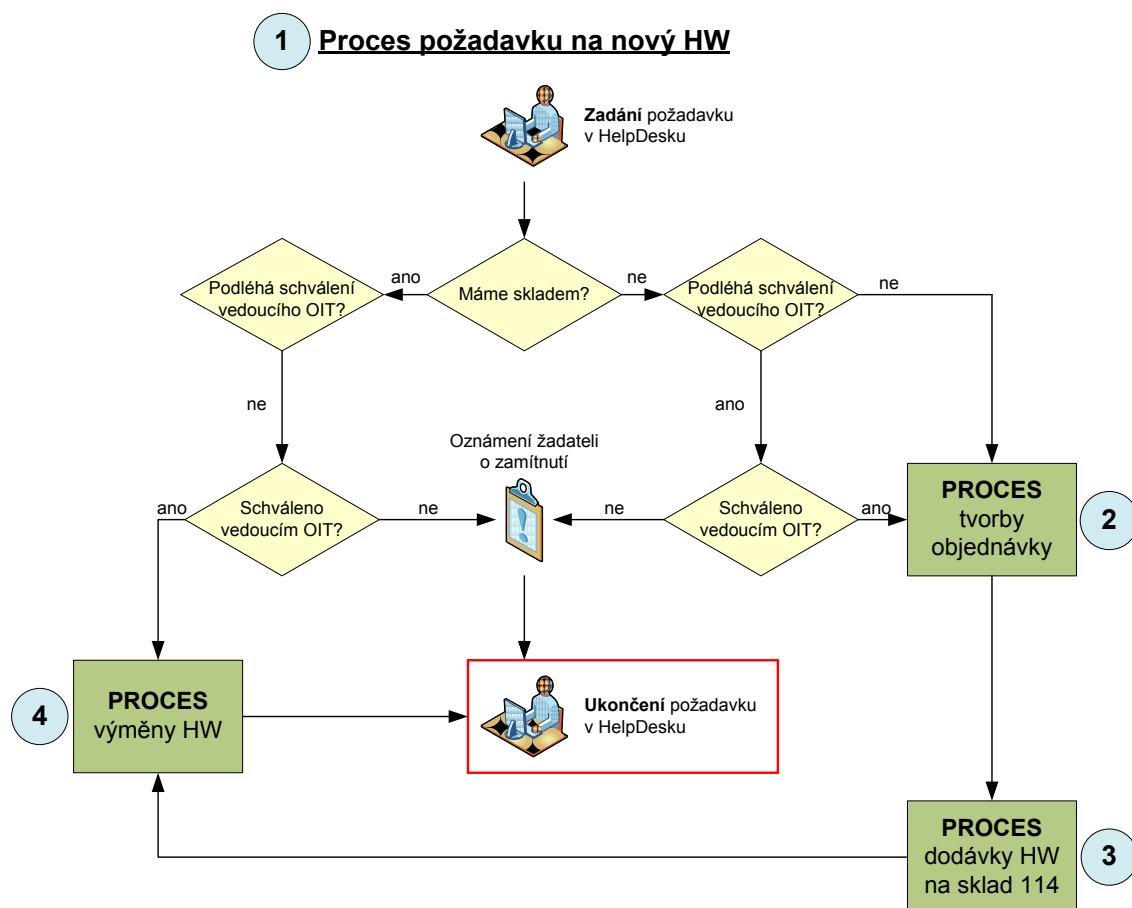 1 Proces požadavku na nový HW
Zadání požadavku
v HelpDesku
Podléhá schválení
vedoucího OIT?
ano
Máme skladem?
ne
Podléhá schválení
vedoucího OIT?
ne
ne
ano
Oznámení žadateli
o zamítnutí
ano
Schváleno
vedoucím OIT?
ne
ne
Schváleno
vedoucím OIT?
ano
PROCES
tvorby
objednávky
2
4
PROCES
výměny HW
Ukončení požadavku
v HelpDesku
PROCES
dodávky HW
na sklad 114
3